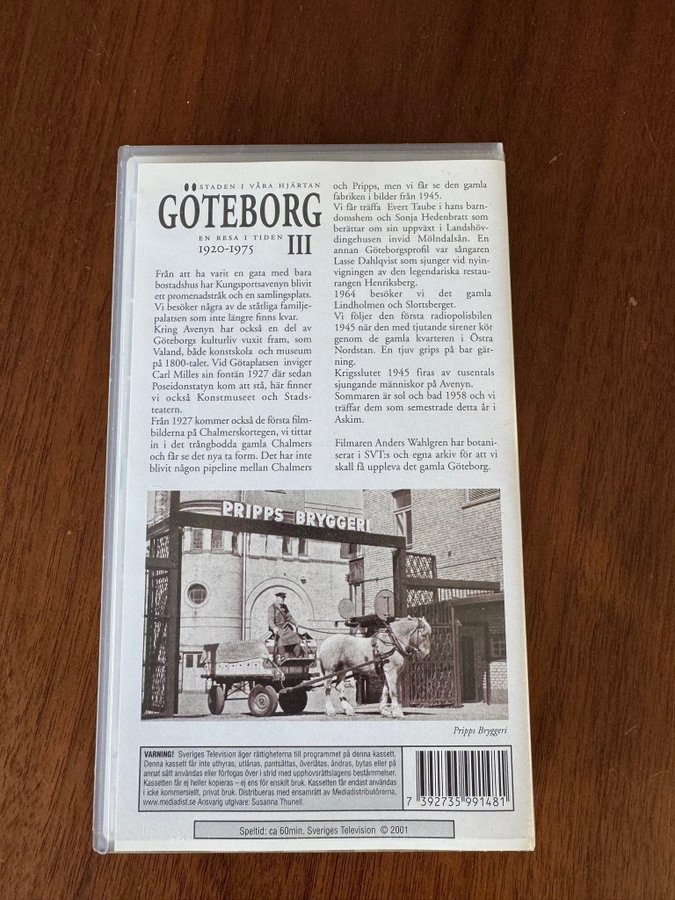 STADEN I VÅRA HJÄRTAN
GÖTEBORG
EN RESA I TIDEN
1920-1975
III
Från att ha varit en gata med bara
bostadshus har Kungsportsavenyn blivit
ett promenadstråk och en samlingsplats.
Vi besöker några av de ståtliga familje-
palatsen som inte längre finns kvar.
Kring Avenyn har också en del av
Göteborgs kulturliv vuxit fram, som
Valand, både konstskola och museum
på 1800-talet. Vid Götaplatsen inviger
Carl Milles sin fontän 1927 där sedan
Poseidonstatyn kom att stå, här finner
vi också Konstmuseet och Stads-
teatern.
Från 1927 kommer också de första film-
bilderna på Chalmerskortegen, vi tittar
in i det trångbodda gamla Chalmers
och får se det nya ta form. Det har inte
blivit någon pipeline mellan Chalmers
och Pripps, men vi får se den gamla
fabriken i bilder från 1945.
Vi får träffa Evert Taube i hans barn-
domshem och Sonja Hedenbratt som
berättar om sin uppväxt i Landshöv-
dingehusen invid Mölndalsån. En
annan Göteborgsprofil var sångaren
Lasse Dahlqvist som sjunger vid nyin-
vigningen av den legendariska restau-
rangen Henriksberg.
1964 besöker vi det gamla
Lindholmen och Slottsberget.
Vi följer den första radiopolisbilen
1945 när den med tjutande sirener kör
genom de gamla kvarteren i Östra
Nordstan. En tjuv grips på bar gär-
ning.
Krigsslutet 1945 firas av tusentals
sjungande människor på Avenyn.
Sommaren är sol och bad 1958 och vi
träffar dem som semestrade detta år i
Askim.
Filmaren Anders Wahlgren har botani-
serat i SVT:s och egna arkiv för att vi
skall få uppleva det gamla Göteborg.
PRIPPS BRYGGERI
Pripps Bryggeri
VARNING! Sveriges Television äger rättigheterna till programmet på denna kassett.
Denna kassett får inte uthyras, utlånas, pantsättas, överlåtas, ändras, bytas eller på
annat sätt användas eller förfogas över i strid med upphovsrättslagens bestämmelser.
Kassetten får ej heller kopieras – ej ens för enskilt bruk. Kassetten får endast användas
i icke kommersiellt, privat bruk. Distribueras med ensamrätt av Mediadistributörerna,
www.mediadist.se Ansvarig utgivare: Susanna Thunell.
7 392735 991481
Speltid: ca 60min. Sveriges Television © 2001